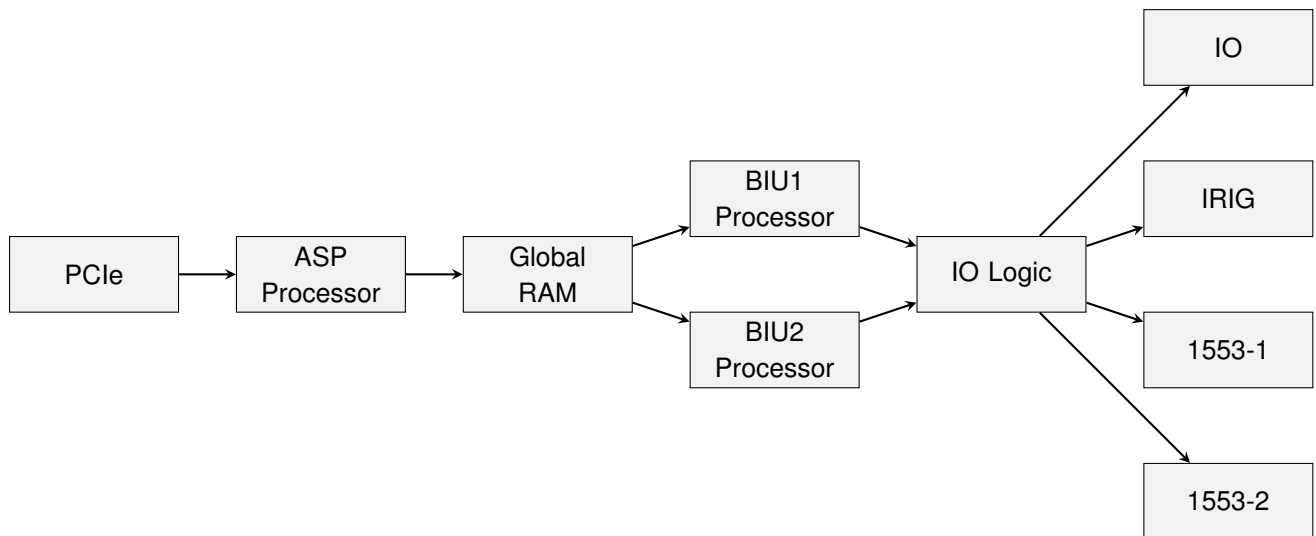 PCIe
ASP
Processor
Global
RAM
BIU1
Processor
BIU2
Processor
IO Logic
IO
IRIG
1553-1
1553-2